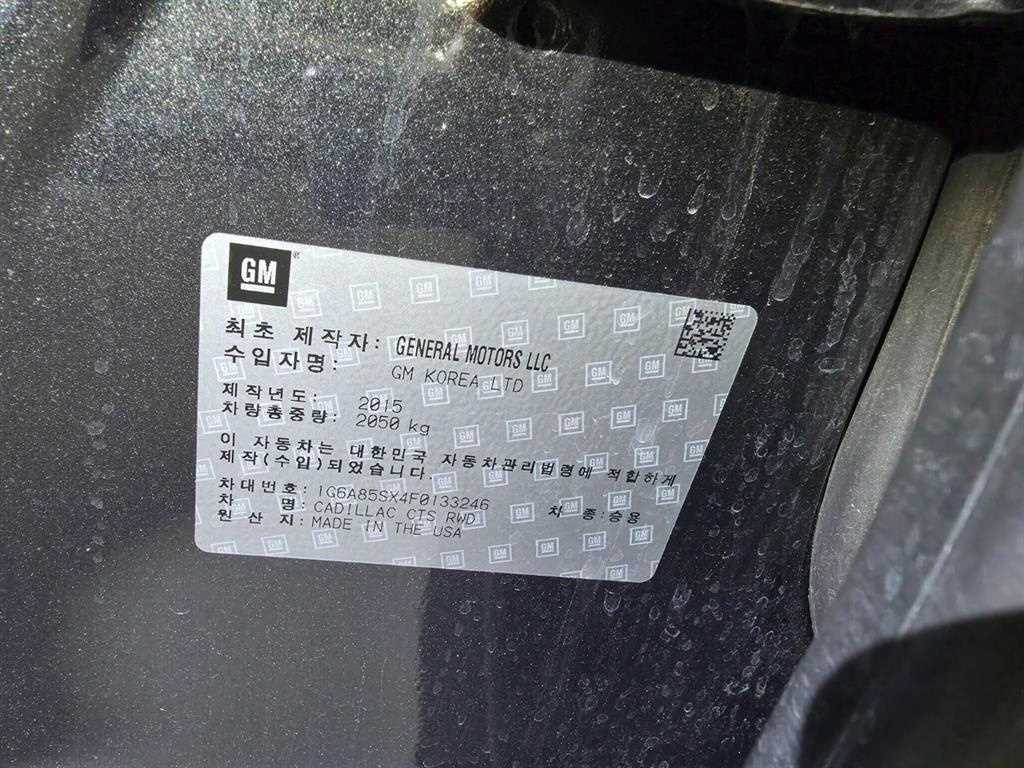 GM
최초 제작자: GENERAL MOTORS LLC
수입자명: GM KOREA LTD
제작년도: 2015
차량총중량: 2050 kg
이 자동차는 대한민국 자동차관리법령에 적합하게
제작(수입)되었습니다.
차대번호: 1G6A85SX4F0133246
차 명: CADILLAC CTS RWD 차 종: 승용
원산지: MADE IN THE USA